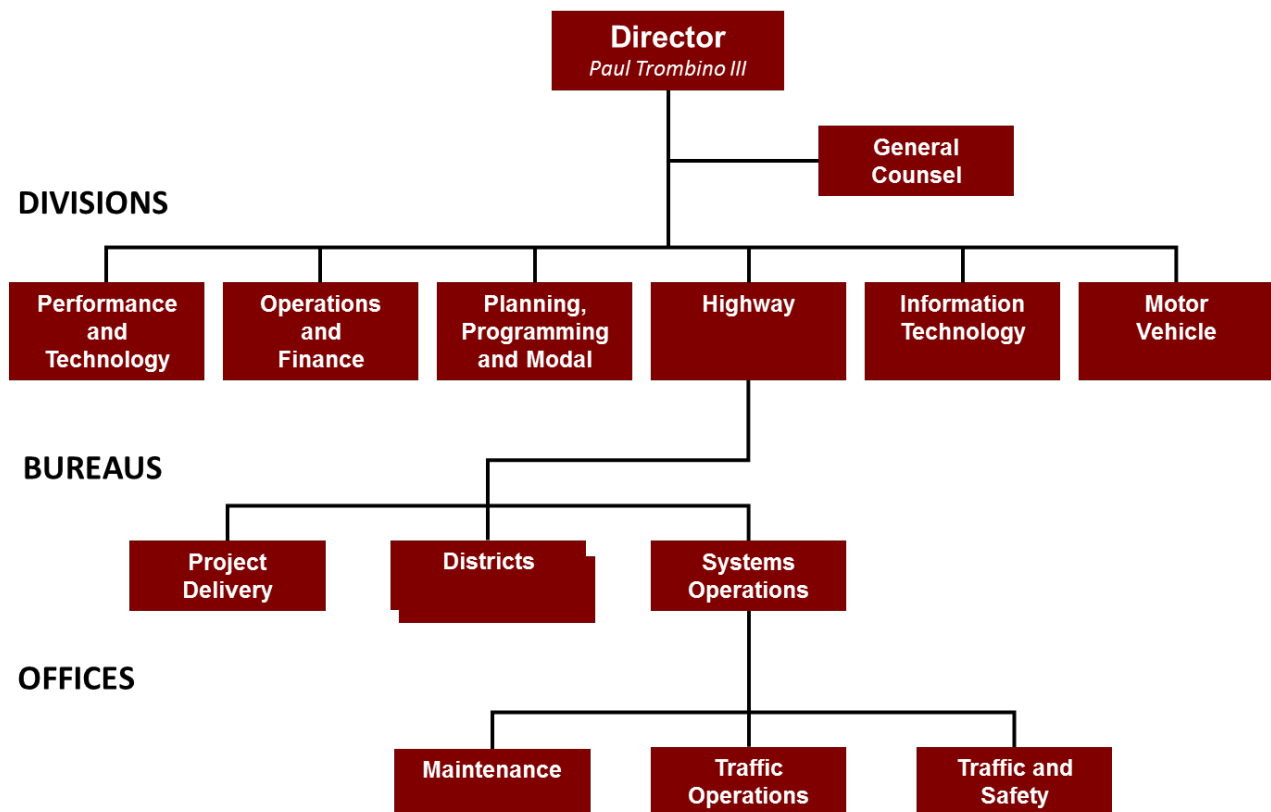 Director
Paul Trombino III
General
Counsel
DIVISIONS
Performance
and
Technology
Operations
and
Finance
Planning,
Programming
and Modal
Highway
Information
Technology
Motor
Vehicle
BUREAUS
Project
Delivery
Districts
Systems
Operations
OFFICES
Maintenance
Traffic
Operations
Traffic and
Safety